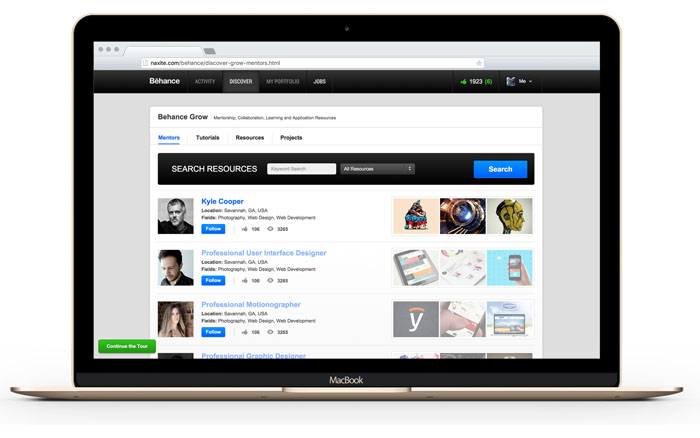 naxite.com/behance/discover-grow-mentors.html
Bēhance ACTIVITY DISCOVER MY PORTFOLIO JOBS 1923 (6) Me
Behance Grow Mentorship, Collaboration, Learning and Application Resources
Mentors Tutorials Resources Projects
SEARCH RESOURCES Keyword Search All Resources Search
Kyle Cooper
Location: Savannah, GA, USA
Fields: Photography, Web Design, Web Development
Follow 106 3265
Professional User Interface Designer
Location: Savannah, GA, USA
Fields: Photography, Web Design, Web Development
Follow 106 3265
Professional Motionographer
Location: Savannah, GA, USA
Fields: Photography, Web Design, Web Development
Follow 106 3265
y
Professional Graphic Designer
Continue the Tour
MacBook